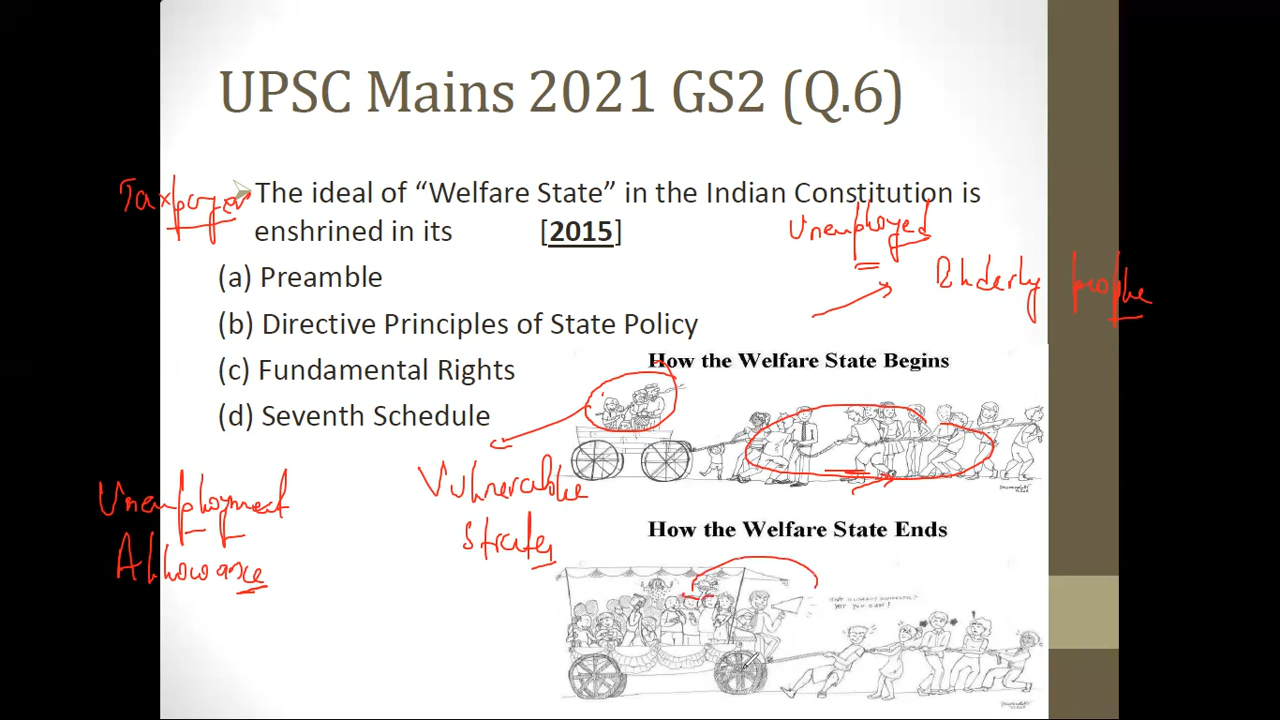 UPSC Mains 2021 GS2 (Q.6)
Taxpayer
The ideal of “Welfare State” in the Indian Constitution is
enshrined in its [2015]
Unemployed
(a) Preamble
(b) Directive Principles of State Policy
(c) Fundamental Rights
(d) Seventh Schedule
How the Welfare State Begins
Vulnerable
Strata
Unemployment
Allowance
How the Welfare State Ends